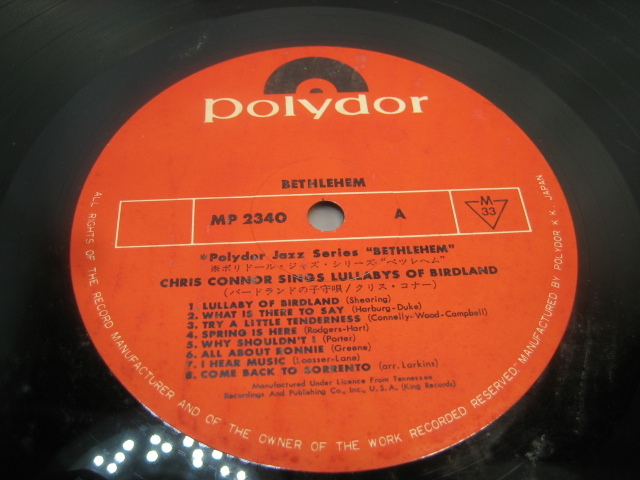 polydor
BETHLEHEM
MP 2340 A M 33
※Polydor Jazz Series "BETHLEHEM"
※ポリドール・ジャズ・シリーズ"ベツレヘム"
CHRIS CONNOR SINGS LULLABYS OF BIRDLAND
(バードランドの子守唄/クリス・コナー)
1 LULLABY OF BIRDLAND (Shearing)
2. WHAT IS THERE TO SAY (Harburg-Duke)
3. TRY A LITTLE TENDERNESS (Connelly-Wood-Campbell)
4. SPRING IS HERE (Rodgers-Hart)
5. WHY SHOULDN'T I (Porter)
6. ALL ABOUT RONNIE (Greene)
7. I HEAR MUSIC (Loesser-Lane)
8. COME BACK TO SORRENTO (arr. Larkins)
Manufactured Under Licence From Tennessee
Recordings And Publishing Co., Inc., U.S.A. (King Records)
ALL RIGHTS OF THE RECORD MANUFACTURER AND OF THE OWNER OF THE WORK RECORDED RESERVED. MANUFACTURED BY POLYDOR K. K. JAPAN